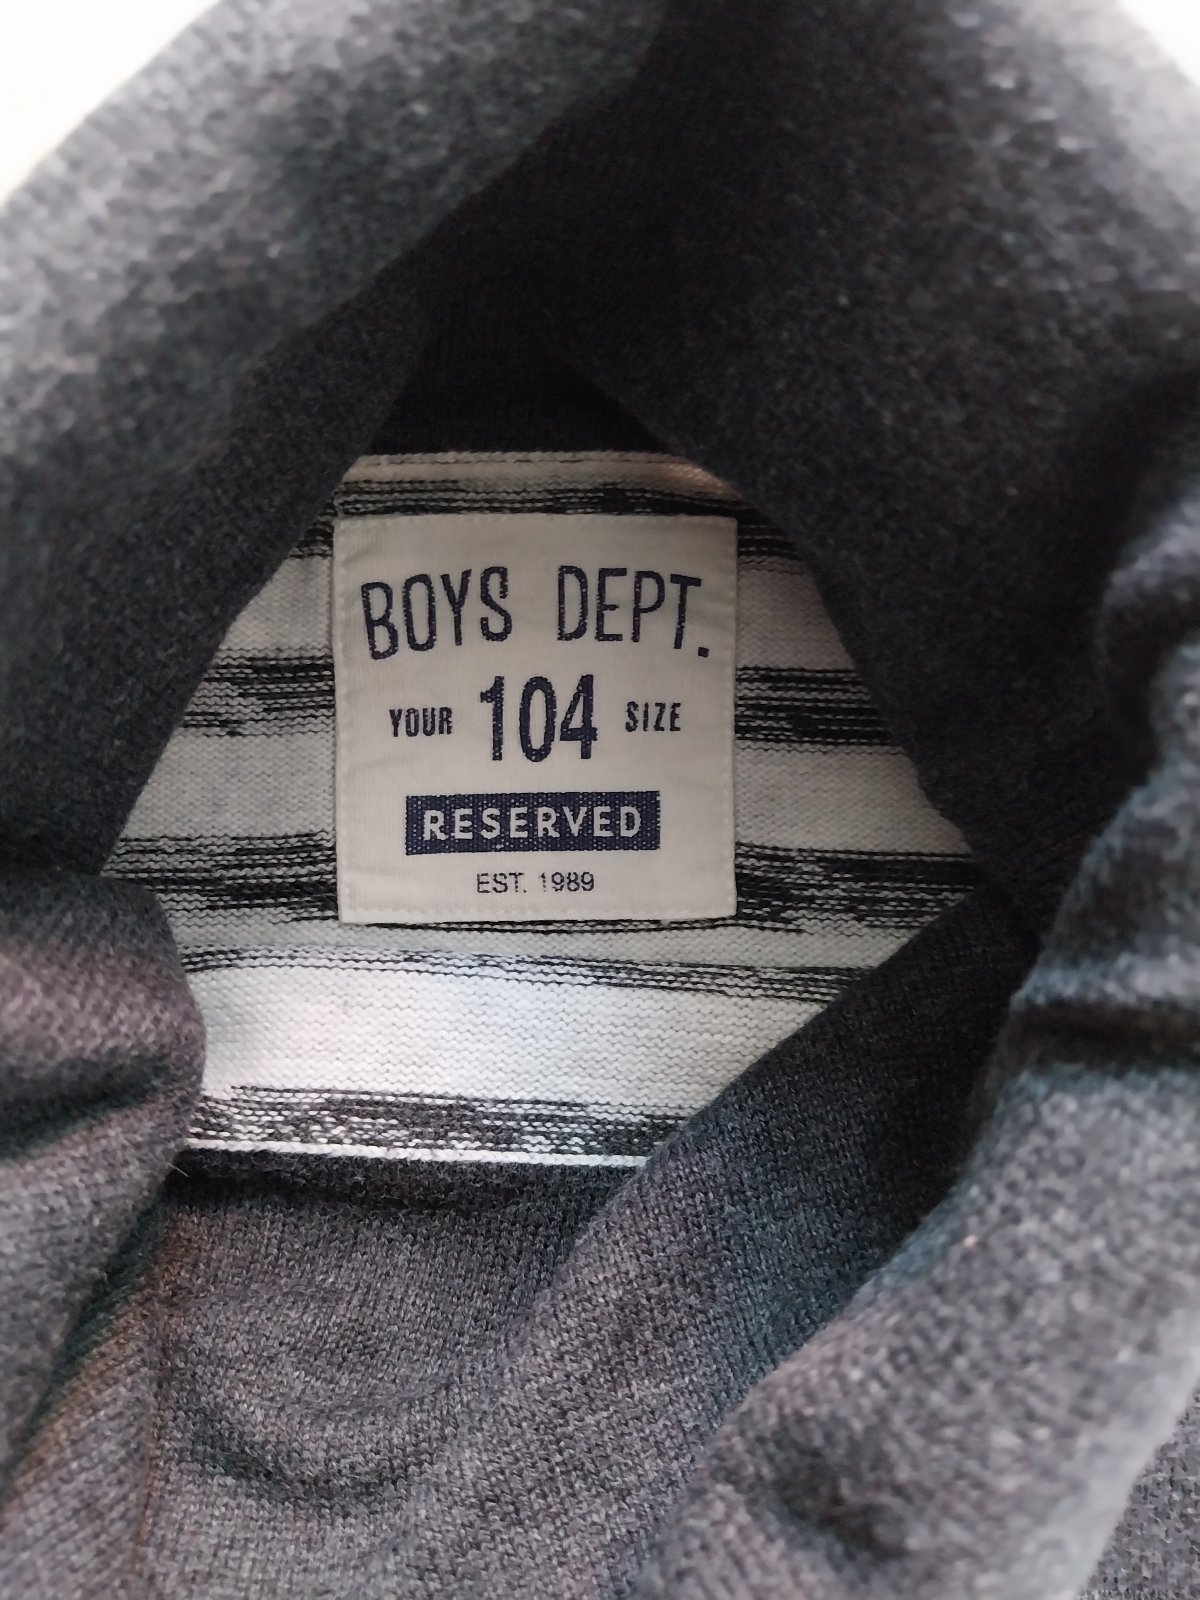 BOYS DEPT.
YOUR 104 SIZE
RESERVED
EST. 1989